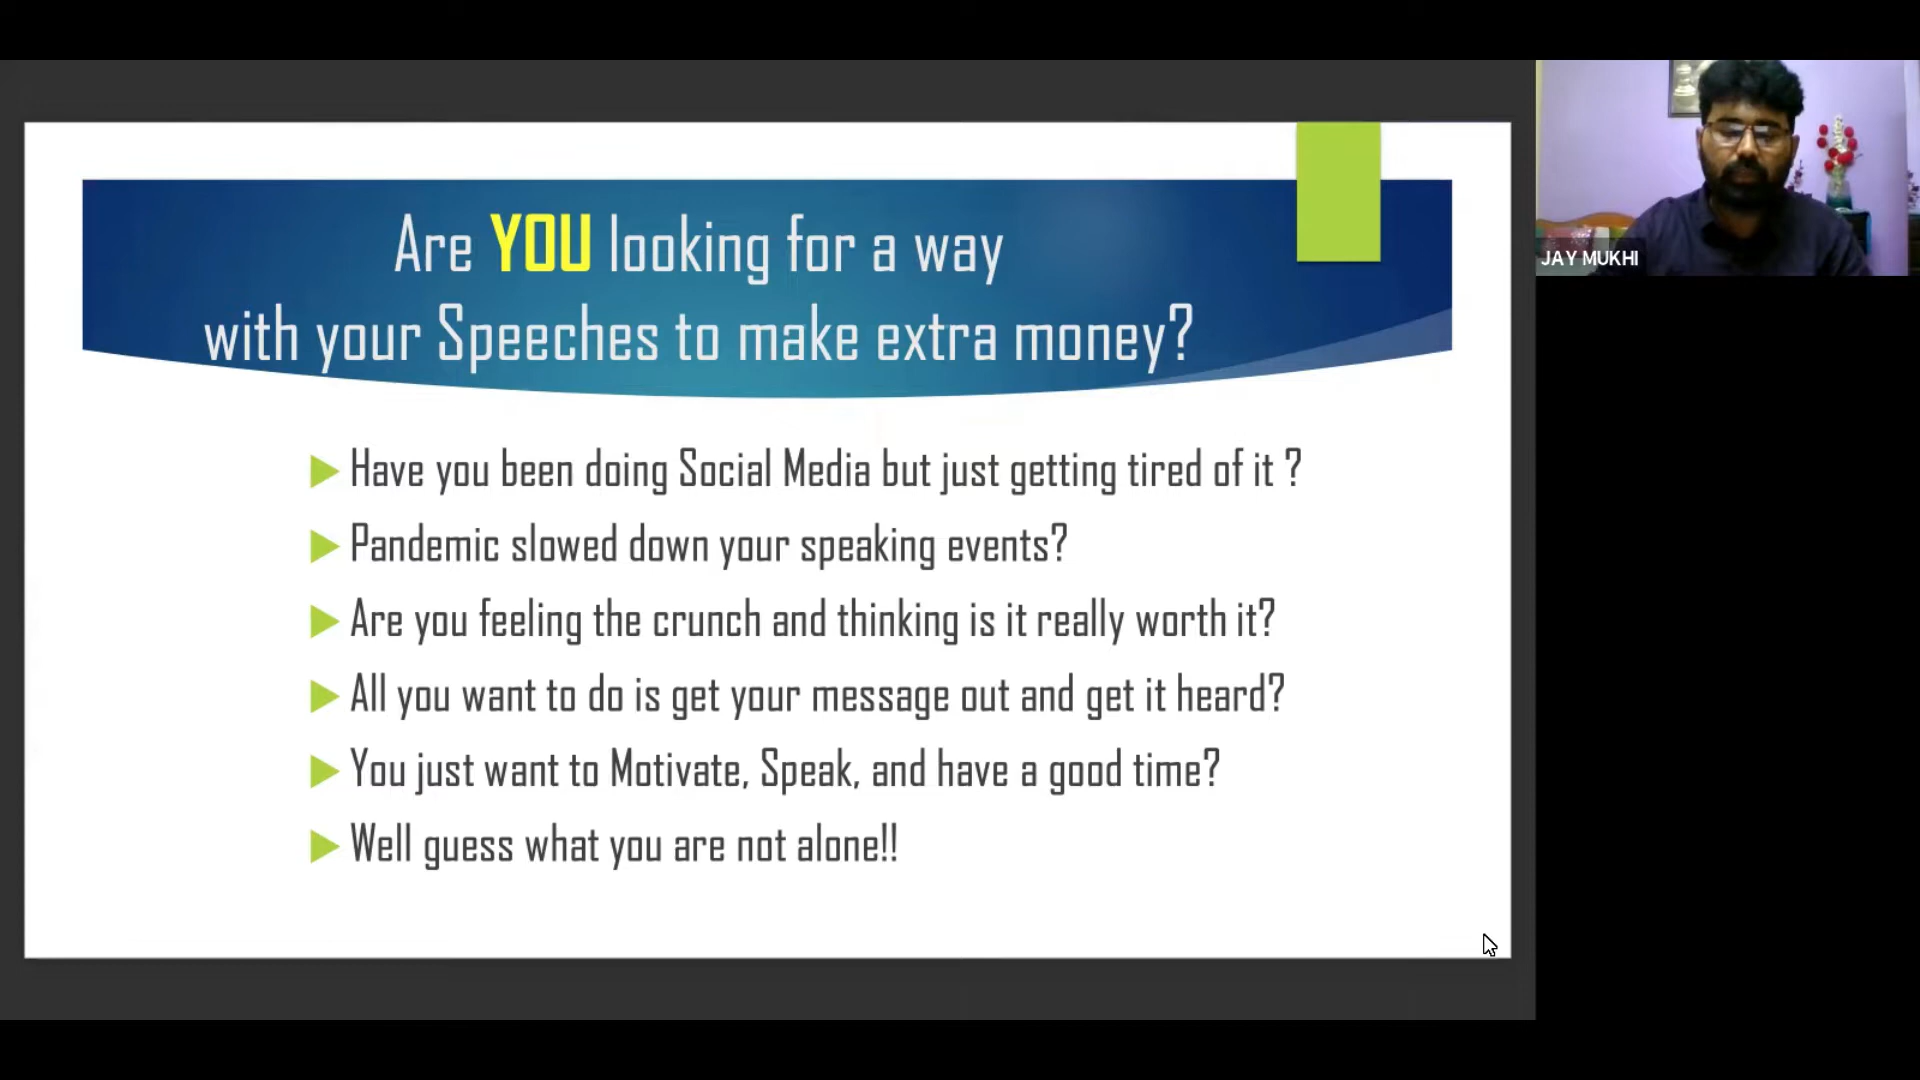 Are YOU looking for a way
with your Speeches to make extra money?
Have you been doing Social Media but just getting tired of it ?
Pandemic slowed down your speaking events?
Are you feeling the crunch and thinking is it really worth it?
All you want to do is get your message out and get it heard?
You just want to Motivate, Speak, and have a good time?
Well guess what you are not alone!!
JAY MUKHI